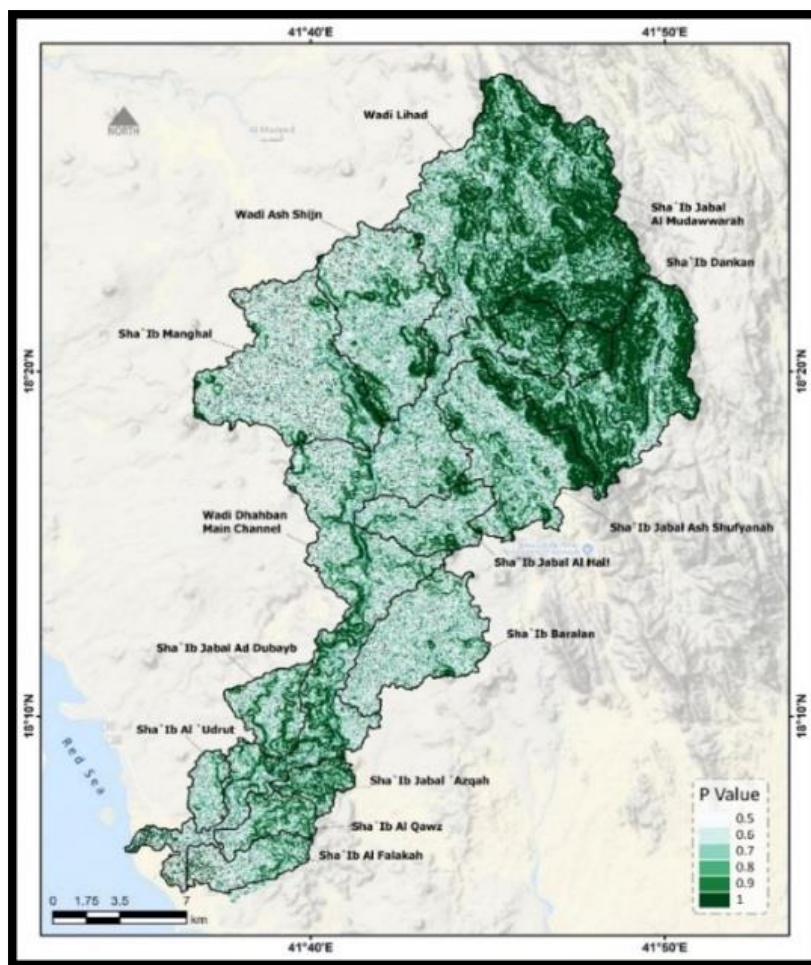 41°40'E
41°50'E
NORTH
Wadi Lihad
Wadi Ash Shijn
Sha`Ib Jabal
Al Mudawwarah
Sha`Ib Dankan
Sha`Ib Manghal
18°20'N
18°20'N
Wadi Dhahban
Main Channel
Sha`Ib Jabal Ash Shufyanah
Sha`Ib Jabal Al Hali
Sha`Ib Baralan
Sha`Ib Jabal Ad Dubayb
18°10'N
18°10'N
Sha`Ib Al `Udrut
Red Sea
Sha`Ib Jabal `Azqah
Sha`Ib Al Qawz
Sha`Ib Al Falakah
P Value
0.5
0.6
0.7
0.8
0.9
1
0 1.75 3.5 7
km
41°40'E
41°50'E